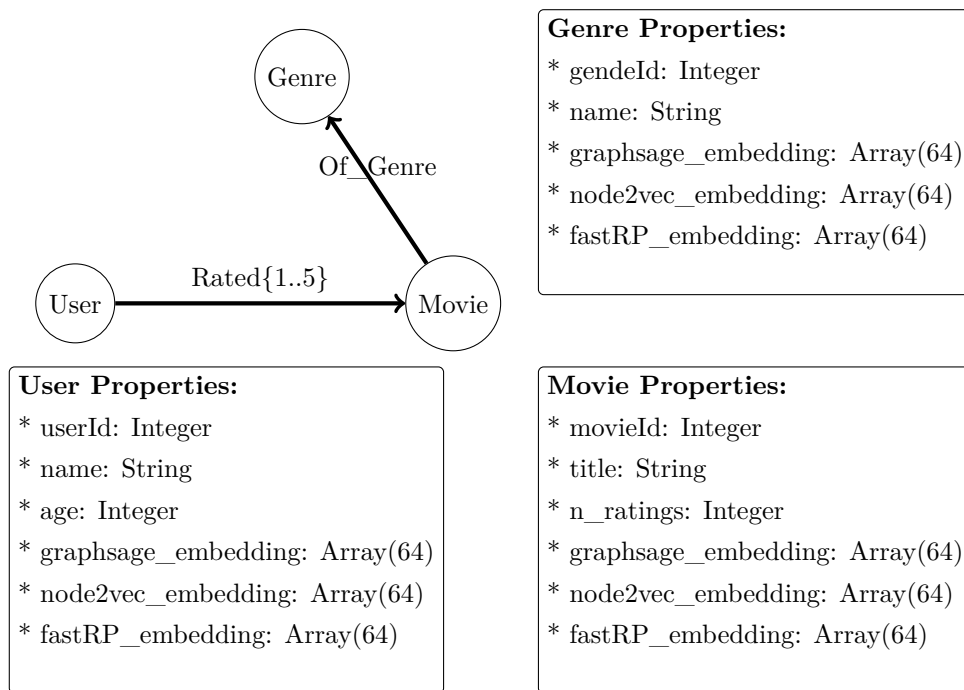 Genre
Of_Genre
User
Rated{1..5}
Movie
Genre Properties:
* gendeId: Integer
* name: String
* graphsage_embedding: Array(64)
* node2vec_embedding: Array(64)
* fastRP_embedding: Array(64)
User Properties:
* userId: Integer
* name: String
* age: Integer
* graphsage_embedding: Array(64)
* node2vec_embedding: Array(64)
* fastRP_embedding: Array(64)
Movie Properties:
* movieId: Integer
* title: String
* n_ratings: Integer
* graphsage_embedding: Array(64)
* node2vec_embedding: Array(64)
* fastRP_embedding: Array(64)